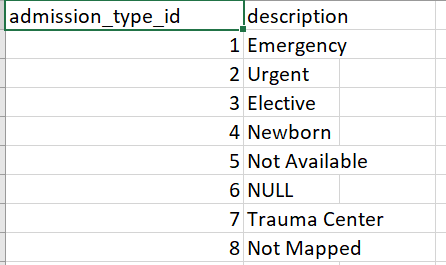 admission_type_id description
1 Emergency
2 Urgent
3 Elective
4 Newborn
5 Not Available
6 NULL
7 Trauma Center
8 Not Mapped